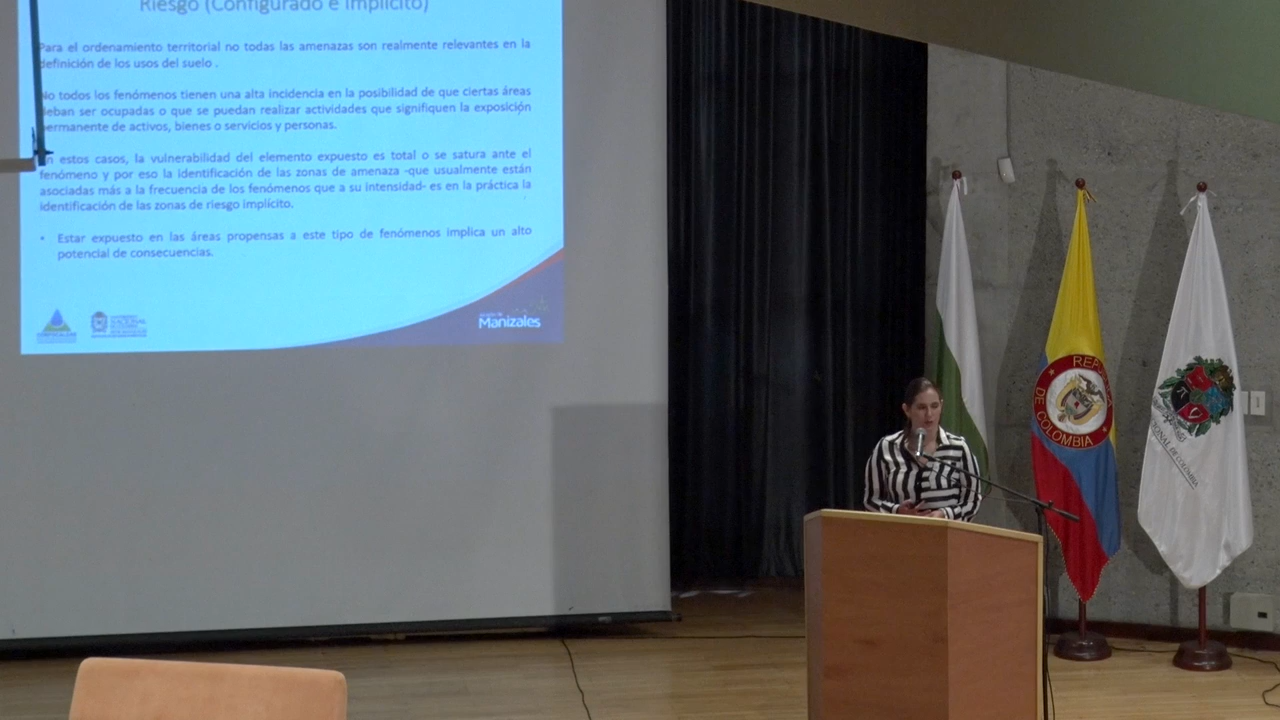 Riesgo (Configurado e Implícito)
Para el ordenamiento territorial no todas las amenazas son realmente relevantes en la
definición de los usos del suelo .
No todos los fenómenos tienen una alta incidencia en la posibilidad de que ciertas áreas
deban ser ocupadas o que se puedan realizar actividades que signifiquen la exposición
permanente de activos, bienes o servicios y personas.
En estos casos, la vulnerabilidad del elemento expuesto es total o se satura ante el
fenómeno y por eso la identificación de las zonas de amenaza -que usualmente están
asociadas más a la frecuencia de los fenómenos que a su intensidad- es en la práctica la
identificación de las zonas de riesgo implícito.
• Estar expuesto en las áreas propensas a este tipo de fenómenos implica un alto
potencial de consecuencias.
NACIONAL
Manizales
REPÚBLICA
DE COLOMBIA
NACIONAL DE COLOMBIA